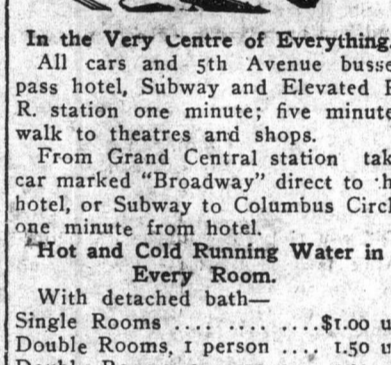 In the Very Centre of Everything.
All cars and 5th Avenue busse
pass hotel, Subway and Elevated
R. station one minute; five minute
walk to theatres and shops.
From Grand Central station tak
car marked "Broadway" direct to h
hotel, or Subway to Columbus Circl
one minute from hotel.
Hot and Cold Running Water in
Every Room.
With detached bath—
Single Rooms .... .... ....$1.00 u
Double Rooms, 1 person .... 1.50 u